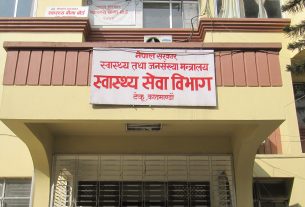 नेपाल सरकार
स्वास्थ्य तथा जनसंख्या मन्त्रालय
स्वास्थ्य सेवा विभाग
टेकु, काठमाण्डौं